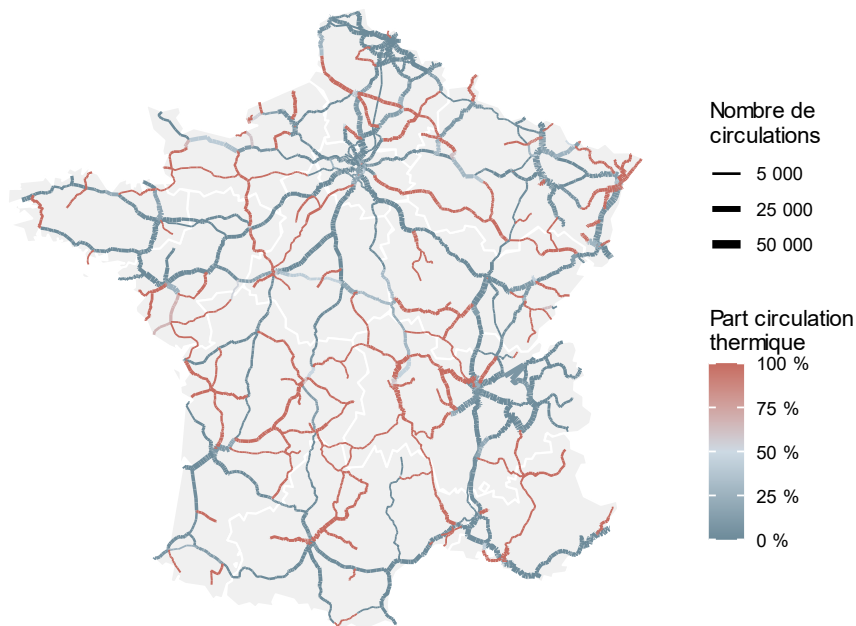 Nombre de
circulations
5 000
25 000
50 000
Part circulation
thermique
100 %
75 %
50 %
25 %
0 %